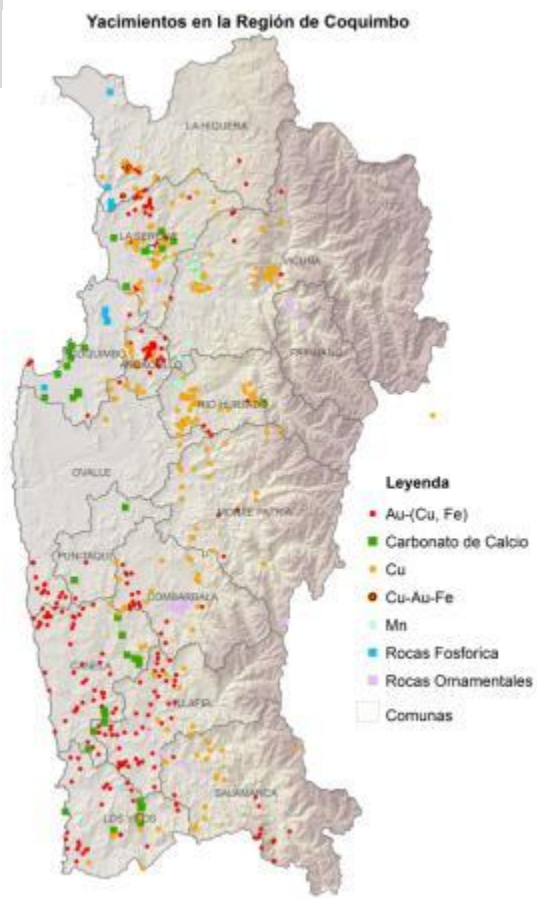 Yacimientos en la Región de Coquimbo
LA HIGUERA
LA SERENA
VICUÑA
COQUIMBO
ANDACOLLO
PAIHUANO
RIO HURTADO
OVALLE
MONTE PATRIA
PUNITAQUI
COMBARBALA
CANELA
ILLAPEL
SALAMANCA
LOS VILOS
Leyenda
Au-(Cu, Fe)
Carbonato de Calcio
Cu
Cu-Au-Fe
Mn
Rocas Fosforica
Rocas Ornamentales
Comunas